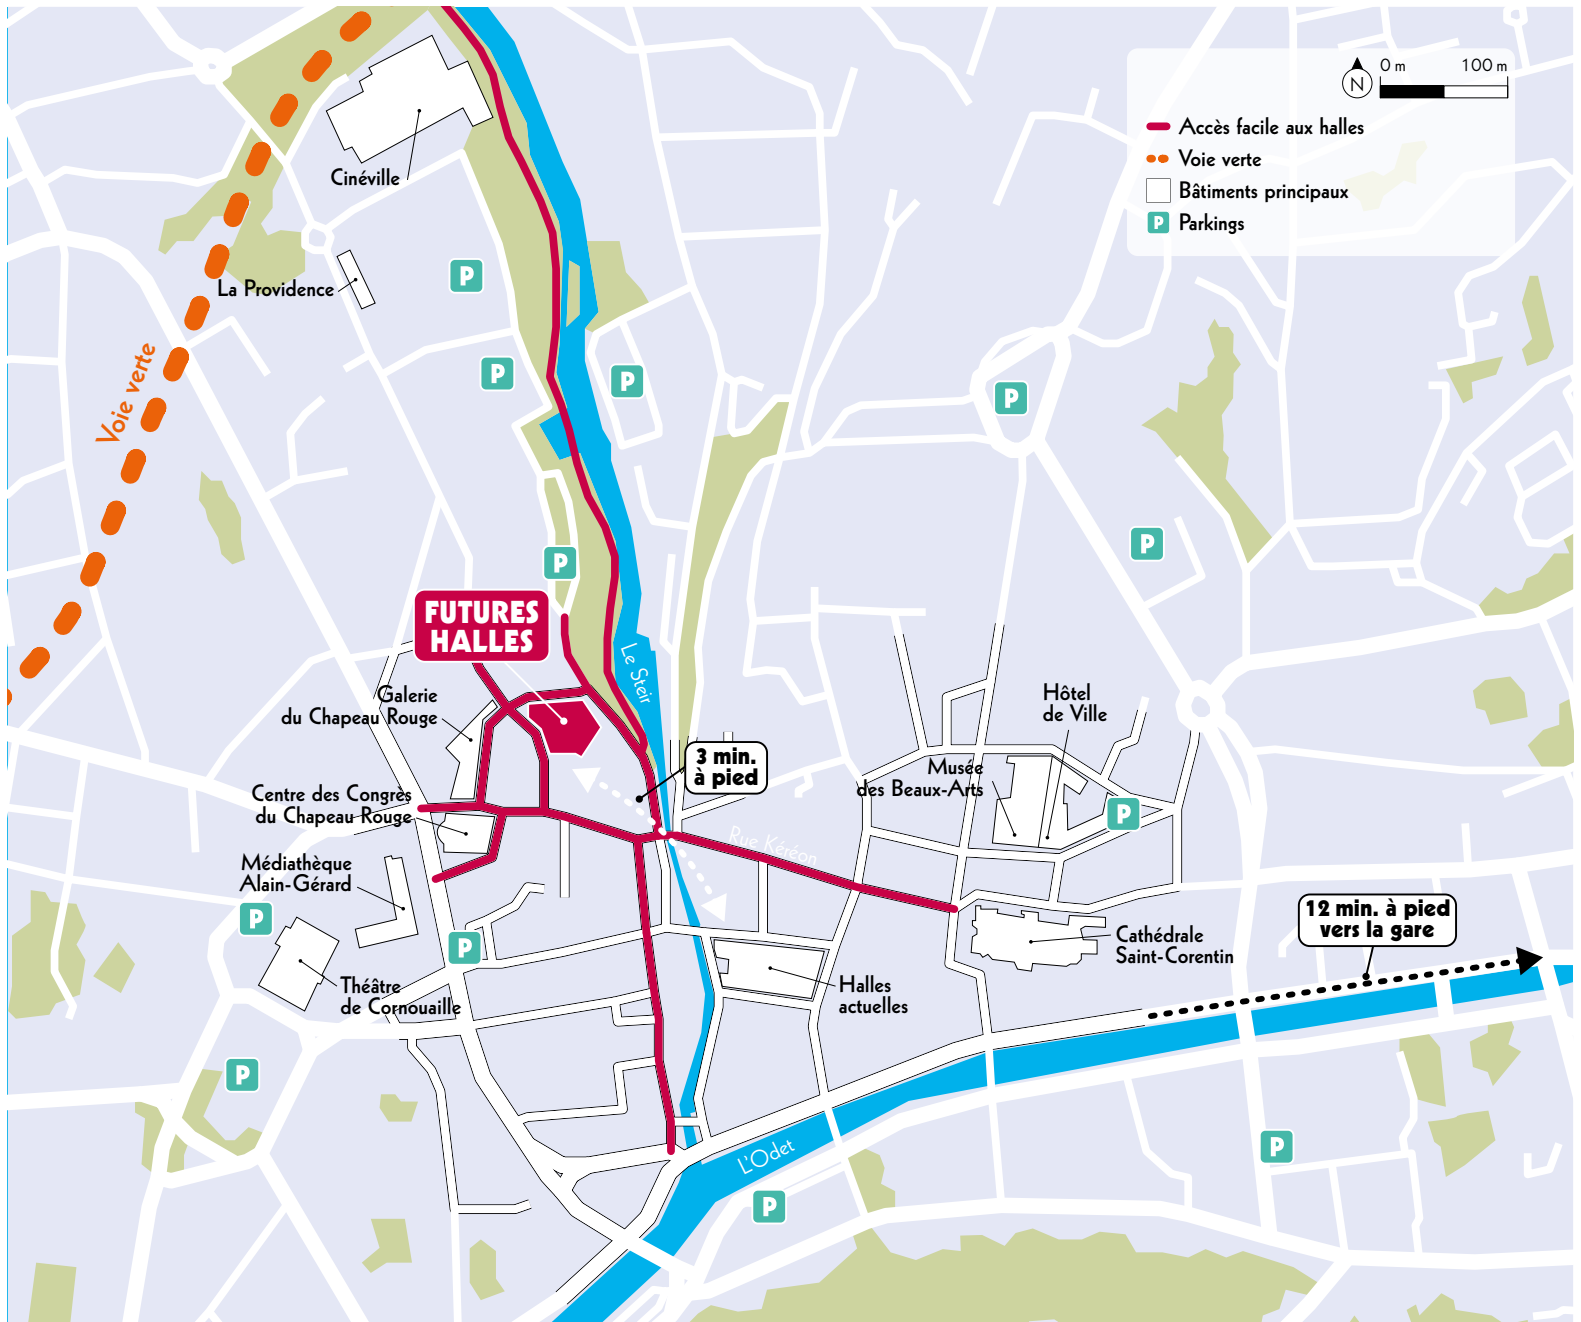 0 m 100 m
N
Accès facile aux halles
Voie verte
Bâtiments principaux
P Parkings
Cinéville
La Providence
P
P
P
P
Voie verte
P
P
FUTURES
HALLES
Le Steir
Galerie
du Chapeau Rouge
Hôtel
de Ville
3 min.
à pied
Musée
des Beaux-Arts
Centre des Congrès
du Chapeau Rouge
P
Rue Kéréon
Médiathèque
Alain-Gérard
P
P
12 min. à pied
vers la gare
Cathédrale
Saint-Corentin
Théâtre
de Cornouaille
Halles
actuelles
P
L'Odet
P
P